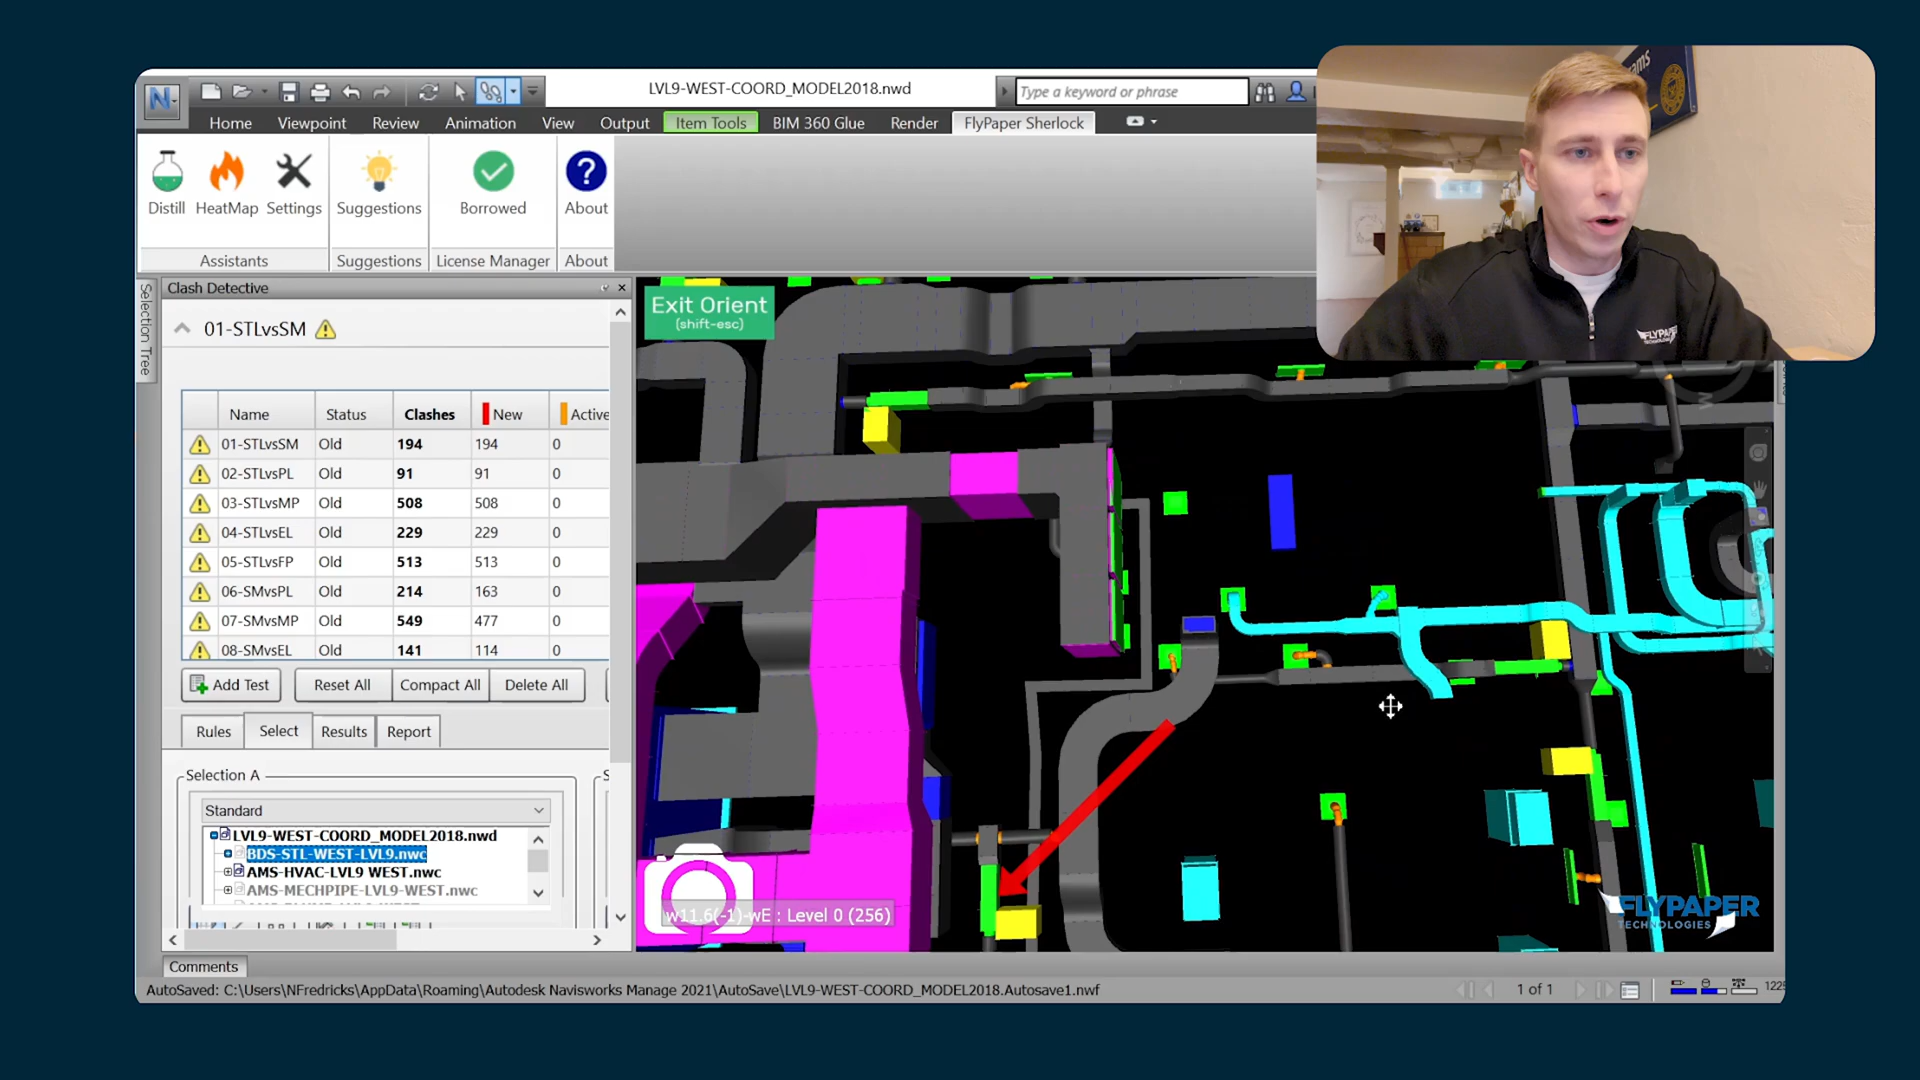 LVL9-WEST-COORD_MODEL2018.nwd
Type a keyword or phrase
Home Viewpoint Review Animation View Output Item Tools BIM 360 Glue Render FlyPaper Sherlock
Distill HeatMap Settings Suggestions Borrowed About
Assistants Suggestions License Manager About
Selection Tree
Clash Detective
01-STLvsSM
Name Status Clashes New Active
01-STLvsSM Old 194 194 0
02-STLvsPL Old 91 91 0
03-STLvsMP Old 508 508 0
04-STLvsEL Old 229 229 0
05-STLvsFP Old 513 513 0
06-SMvsPL Old 214 163 0
07-SMvsMP Old 549 477 0
08-SMvsEL Old 141 114 0
Add Test Reset All Compact All Delete All
Rules Select Results Report
Selection A
Standard
LVL9-WEST-COORD_MODEL2018.nwd
BDS-STL-WEST-LVL9.nwc
AMS-HVAC-LVL9 WEST.nwc
AMS-MECHPIPE-LVL9-WEST.nwc
Comments
AutoSaved: C:\Users\NFredricks\AppData\Roaming\Autodesk Navisworks Manage 2021\AutoSave\LVL9-WEST-COORD_MODEL2018.Autosave1.nwf
1 of 1
Exit Orient
(shift-esc)
w11.6(-1)-wE : Level 0 (256)
W
FLYPAPER
TECHNOLOGIES